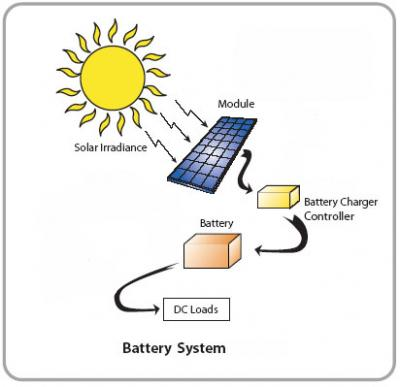 Module
Solar Irradiance
Battery Charger
Controller
Battery
DC Loads
Battery System